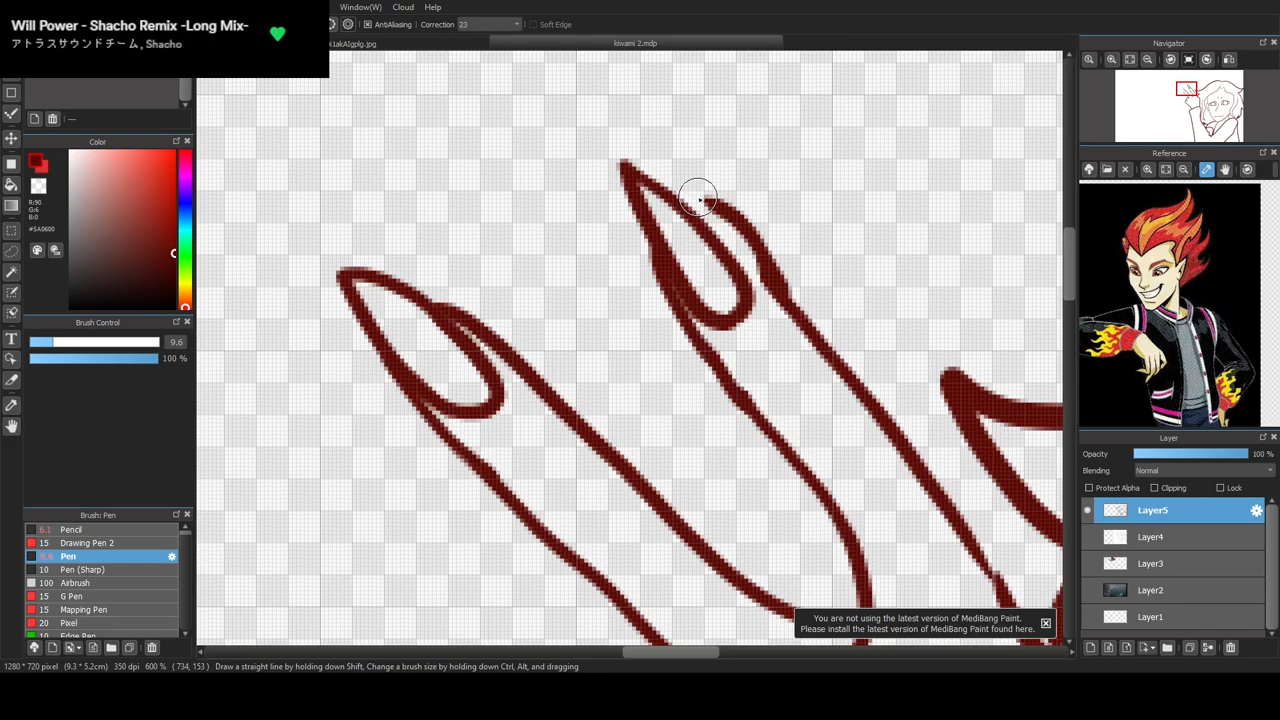 Will Power - Shacho Remix -Long Mix-
アトラスサウンドチーム, Shacho
Window(W) Cloud Help
AntiAliasing Correction 23 Soft Edge
kiwami 2.mdp
Navigator
Color
R:90
G:6
B:0
#5A0600
Brush Control
9.6
100 %
Reference
Layer
Opacity 100 %
Blending Normal
Protect Alpha Clipping Lock
Layer5
Layer4
Layer3
Layer2
Layer1
Brush: Pen
6.1 Pencil
15 Drawing Pen 2
9.6 Pen
10 Pen (Sharp)
100 Airbrush
15 G Pen
15 Mapping Pen
20 Pixel
10 Edge Pen
You are not using the latest version of MediBang Paint.
Please install the latest version of MediBang Paint found here.
1280 * 720 pixel (9.3 * 5.2cm) 350 dpi 600 % ( 734, 153 ) Draw a straight line by holding down Shift, Change a brush size by holding down Ctrl, Alt, and dragging